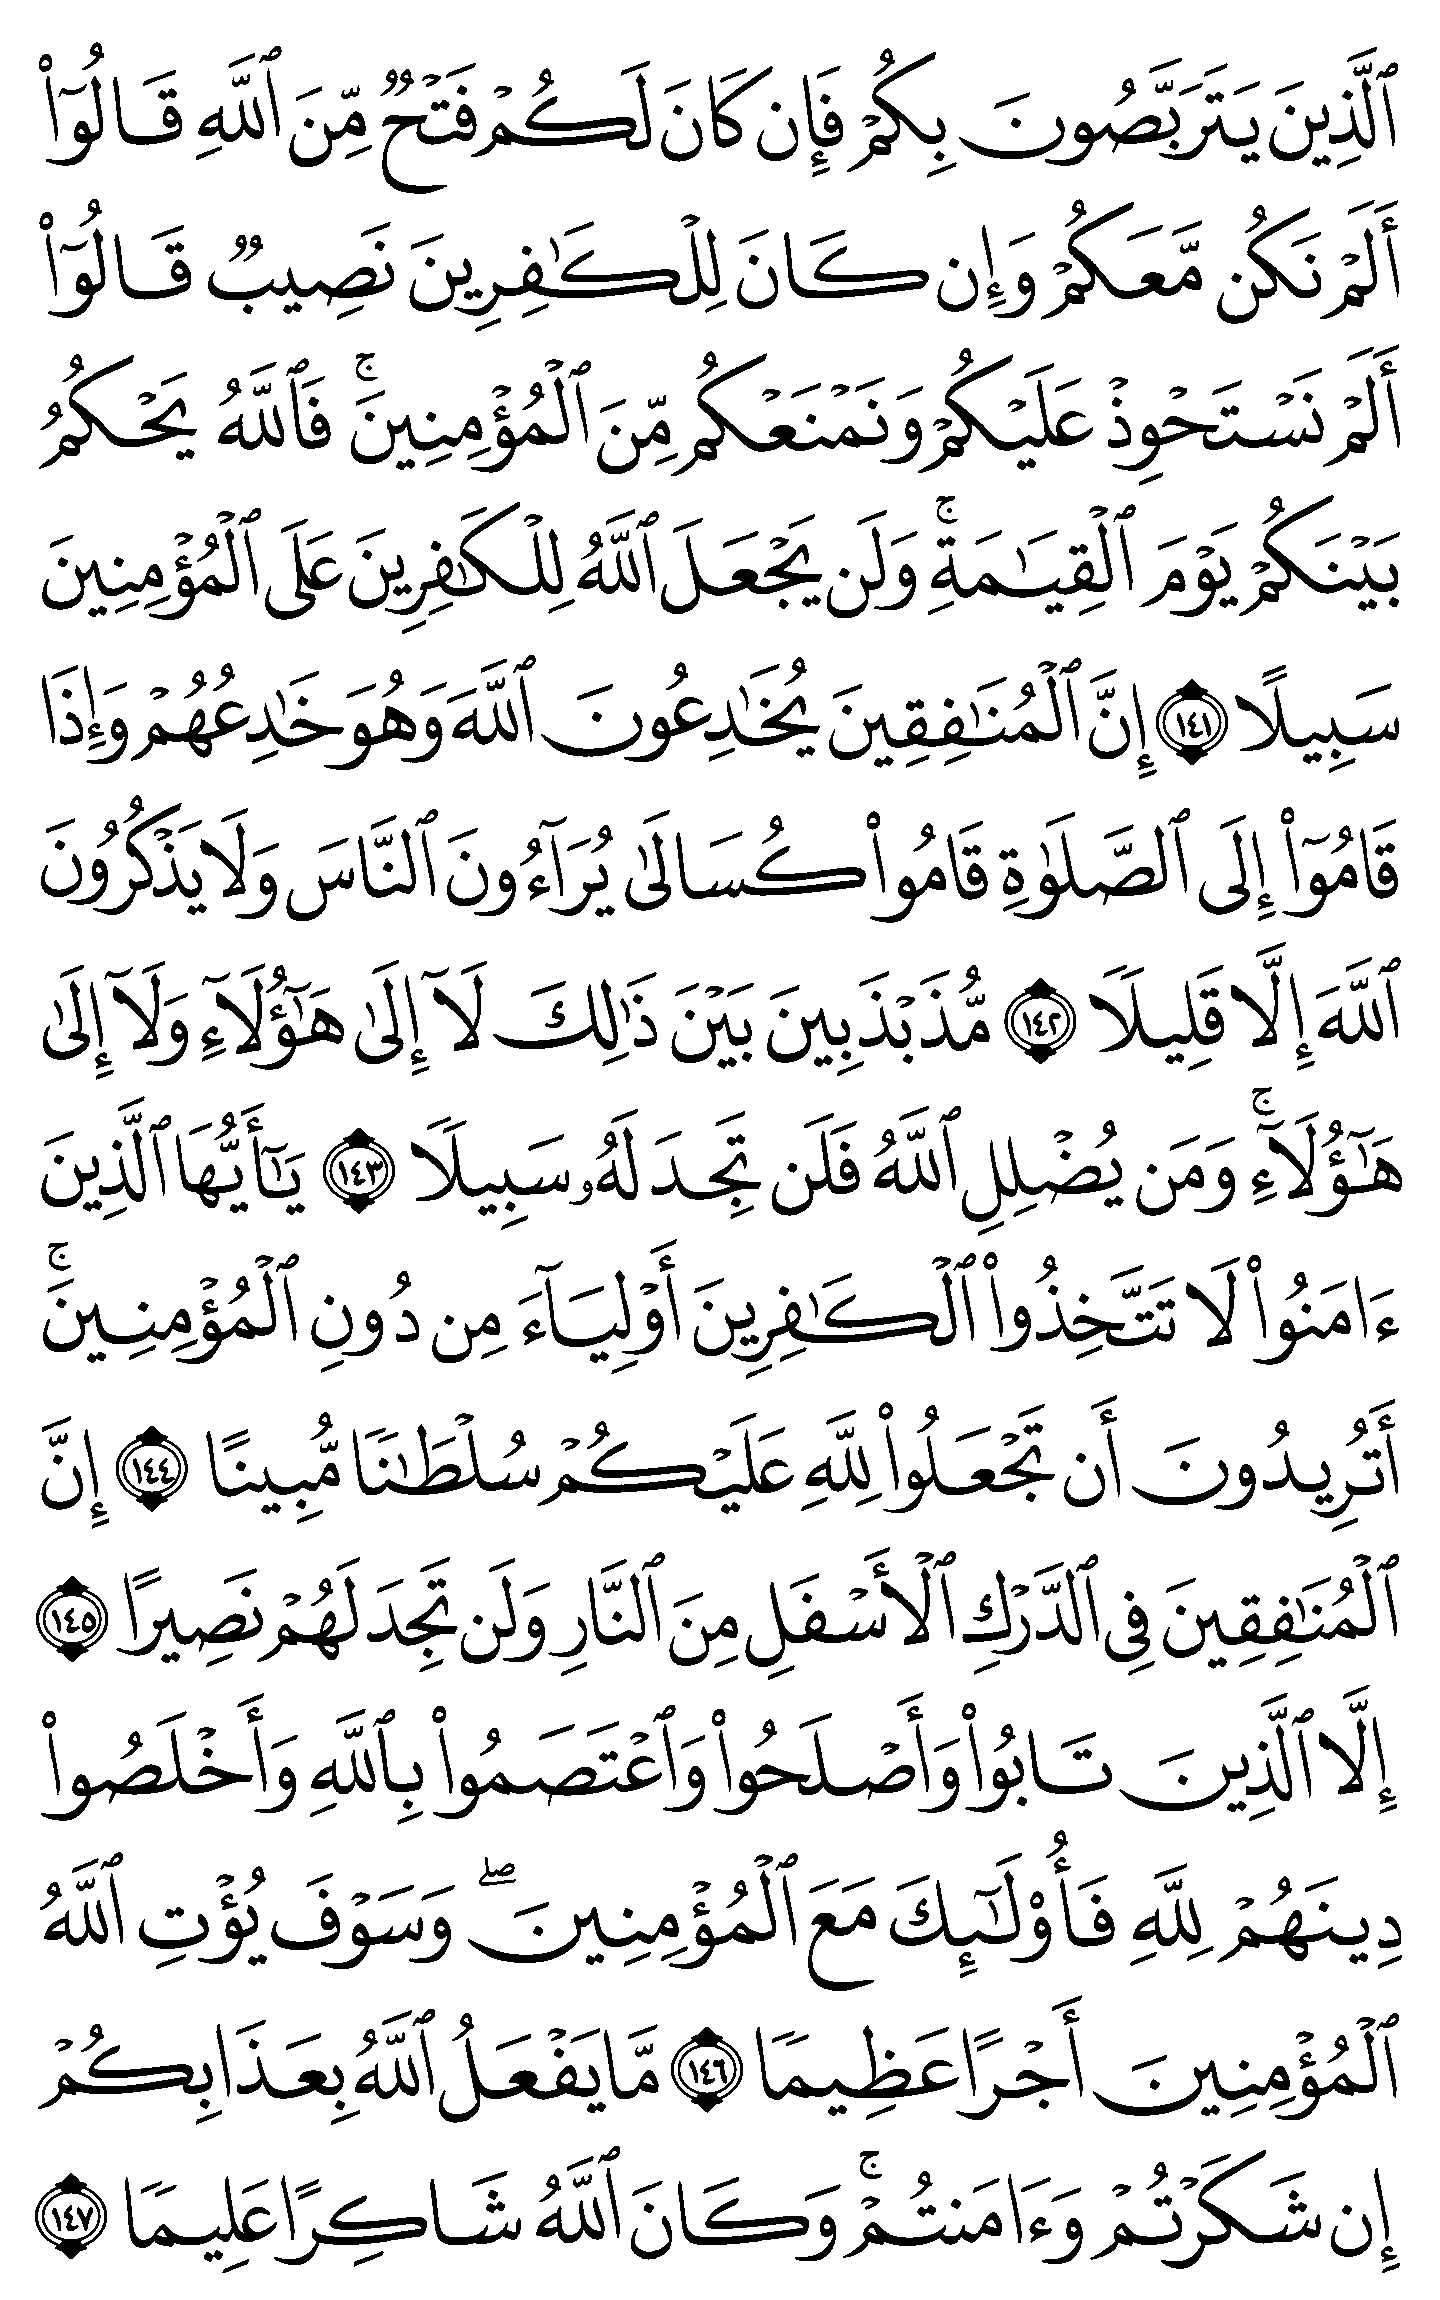 ٱلَّذِينَ يَتَرَبَّصُونَ بِكُمۡ فَإِن كَانَ لَكُمۡ فَتۡحٞ مِّنَ ٱللَّهِ قَالُوٓاْ
أَلَمۡ نَكُن مَّعَكُمۡ وَإِن كَانَ لِلۡكَٰفِرِينَ نَصِيبٞ قَالُوٓاْ
أَلَمۡ نَسۡتَحۡوِذۡ عَلَيۡكُمۡ وَنَمۡنَعۡكُم مِّنَ ٱلۡمُؤۡمِنِينَۚ فَٱللَّهُ يَحۡكُمُ
بَيۡنَكُمۡ يَوۡمَ ٱلۡقِيَٰمَةِۚ وَلَن يَجۡعَلَ ٱللَّهُ لِلۡكَٰفِرِينَ عَلَى ٱلۡمُؤۡمِنِينَ
سَبِيلًا ١٤١ إِنَّ ٱلۡمُنَٰفِقِينَ يُخَٰدِعُونَ ٱللَّهَ وَهُوَ خَٰدِعُهُمۡ وَإِذَا
قَامُوٓاْ إِلَى ٱلصَّلَوٰةِ قَامُواْ كُسَالَىٰ يُرَآءُونَ ٱلنَّاسَ وَلَا يَذۡكُرُونَ
ٱللَّهَ إِلَّا قَلِيلٗا ١٤٢ مُّذَبۡذَبِينَ بَيۡنَ ذَٰلِكَ لَآ إِلَىٰ هَٰٓؤُلَآءِ وَلَآ إِلَىٰ
هَٰٓؤُلَآءِۚ وَمَن يُضۡلِلِ ٱللَّهُ فَلَن تَجِدَ لَهُۥ سَبِيلٗا ١٤٣ يَٰٓأَيُّهَا ٱلَّذِينَ
ءَامَنُواْ لَا تَتَّخِذُواْ ٱلۡكَٰفِرِينَ أَوۡلِيَآءَ مِن دُونِ ٱلۡمُؤۡمِنِينَۚ
أَتُرِيدُونَ أَن تَجۡعَلُواْ لِلَّهِ عَلَيۡكُمۡ سُلۡطَٰنٗا مُّبِينًا ١٤٤ إِنَّ
ٱلۡمُنَٰفِقِينَ فِي ٱلدَّرۡكِ ٱلۡأَسۡفَلِ مِنَ ٱلنَّارِ وَلَن تَجِدَ لَهُمۡ نَصِيرًا ١٤٥
إِلَّا ٱلَّذِينَ تَابُواْ وَأَصۡلَحُواْ وَٱعۡتَصَمُواْ بِٱللَّهِ وَأَخۡلَصُواْ
دِينَهُمۡ لِلَّهِ فَأُوْلَٰٓئِكَ مَعَ ٱلۡمُؤۡمِنِينَۖ وَسَوۡفَ يُؤۡتِ ٱللَّهُ
ٱلۡمُؤۡمِنِينَ أَجۡرًا عَظِيمٗا ١٤٦ مَّا يَفۡعَلُ ٱللَّهُ بِعَذَابِكُمۡ
إِن شَكَرۡتُمۡ وَءَامَنتُمۡۚ وَكَانَ ٱللَّهُ شَاكِرًا عَلِيمٗا ١٤٧